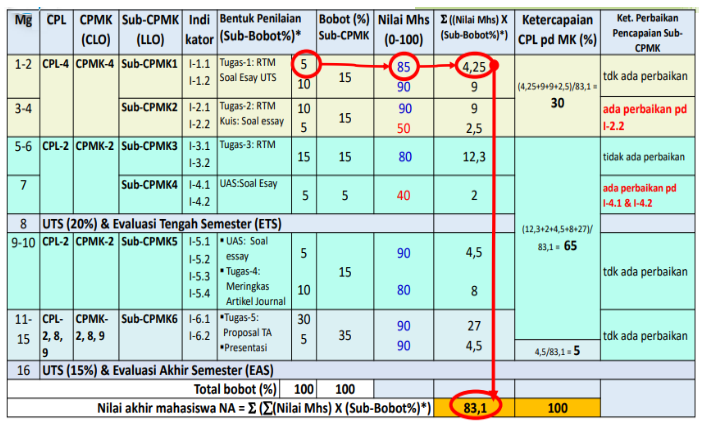 Mg CPL CPMK (CLO) Sub-CPMK (LLO) Indi kator Bentuk Penilaian (Sub-Bobot%)* Bobot (%) Sub-CPMK Nilai Mhs (0-100) Σ ((Nilai Mhs) X (Sub-Bobot%)*) Ketercapaian CPL pd MK (%) Ket. Perbaikan Pencapaian Sub-CPMK
1-2 CPL-4 CPMK-4 Sub-CPMK1 I-1.1 Tugas-1: RTM 5 15 85 4,25 (4,25+9+9+2,5)/83,1 = 30 tdk ada perbaikan
I-1.2 Soal Esay UTS 10 90 9
3-4 Sub-CPMK2 I-2.1 Tugas-2: RTM 10 15 90 9 ada perbaikan pd I-2.2
I-2.2 Kuis: Soal essay 5 50 2,5
5-6 CPL-2 CPMK-2 Sub-CPMK3 I-3.1 Tugas-3: RTM 15 15 80 12,3 tidak ada perbaikan
I-3.2
7 Sub-CPMK4 I-4.1 UAS:Soal Esay 5 5 40 2 ada perbaikan pd I-4.1 & I-4.2
I-4.2
8 UTS (20%) & Evaluasi Tengah Semester (ETS)
(12,3+2+4,5+8+27)/ 83,1 = 65
9-10 CPL-2 CPMK-2 Sub-CPMK5 I-5.1 ▪UAS: Soal essay 5 15 90 4,5 tdk ada perbaikan
I-5.2
I-5.3 ▪Tugas-4: Meringkas Artikel Journal 10 80 8
I-5.4
11-15 CPL-2, 8, 9 CPMK-2, 8, 9 Sub-CPMK6 I-6.1 ▪Tugas-5: Proposal TA 30 35 90 27 tdk ada perbaikan
I-6.2 ▪Presentasi 5 90 4,5 4,5/83,1 = 5
16 UTS (15%) & Evaluasi Akhir Semester (EAS)
Total bobot (%) 100 100
Nilai akhir mahasiswa NA = Σ (Σ(Nilai Mhs) X (Sub-Bobot%)*) 83,1 100